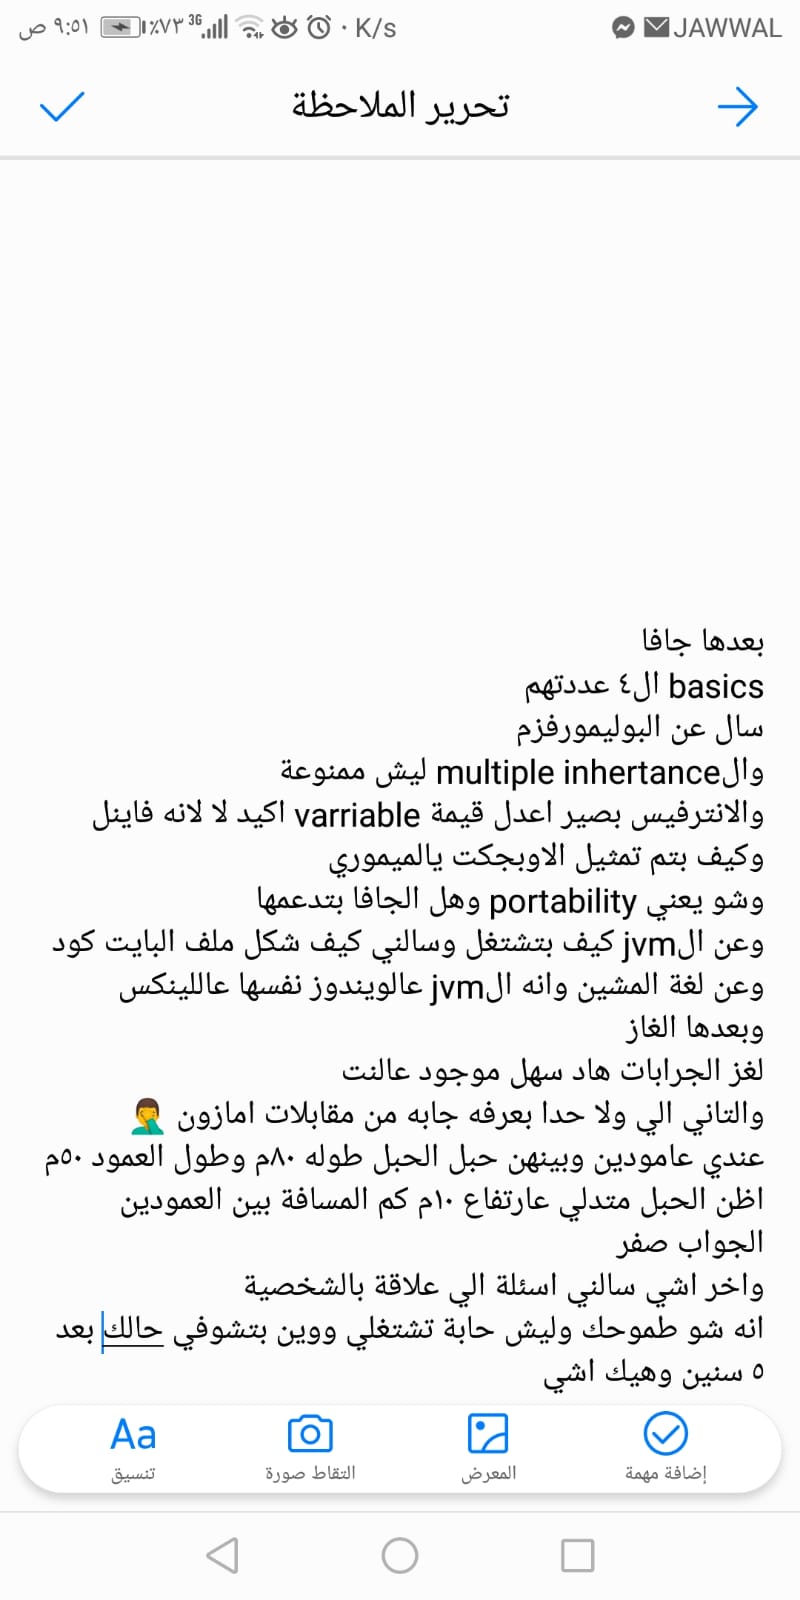 JAWWAL
K/s · 3G ٧٣٪ ٩:٥١ ص
تحرير الملاحظة
بعدها جافا
basics ال٤ عددتهم
سال عن البوليمورفزم
والmultiple inhertance ليش ممنوعة
والانترفيس بصير اعدل قيمة varriable اكيد لا لانه فاينل
وكيف بتم تمثيل الاوبجكت يالميموري
وشو يعني portability وهل الجافا بتدعمها
وعن الjvm كيف بتشتغل وسالني كيف شكل ملف البايت كود
وعن لغة المشين وانه الjvm عالويندوز نفسها عاللينكس
وبعدها الغاز
لغز الجرابات هاد سهل موجود عالنت
والتاني الي ولا حدا بعرفه جابه من مقابلات امازون 🤦‍♂️
عندي عامودين وبينهن حبل الحبل طوله ٨٠م وطول العمود ٥٠م
اظن الحبل متدلي عارتفاع ١٠م كم المسافة بين العمودين
الجواب صفر
واخر اشي سالني اسئلة الي علاقة بالشخصية
انه شو طموحك وليش حابة تشتغلي ووين بتشوفي حالك بعد
٥ سنين وهيك اشي
إضافة مهمة
المعرض
التقاط صورة
Aa
تنسيق